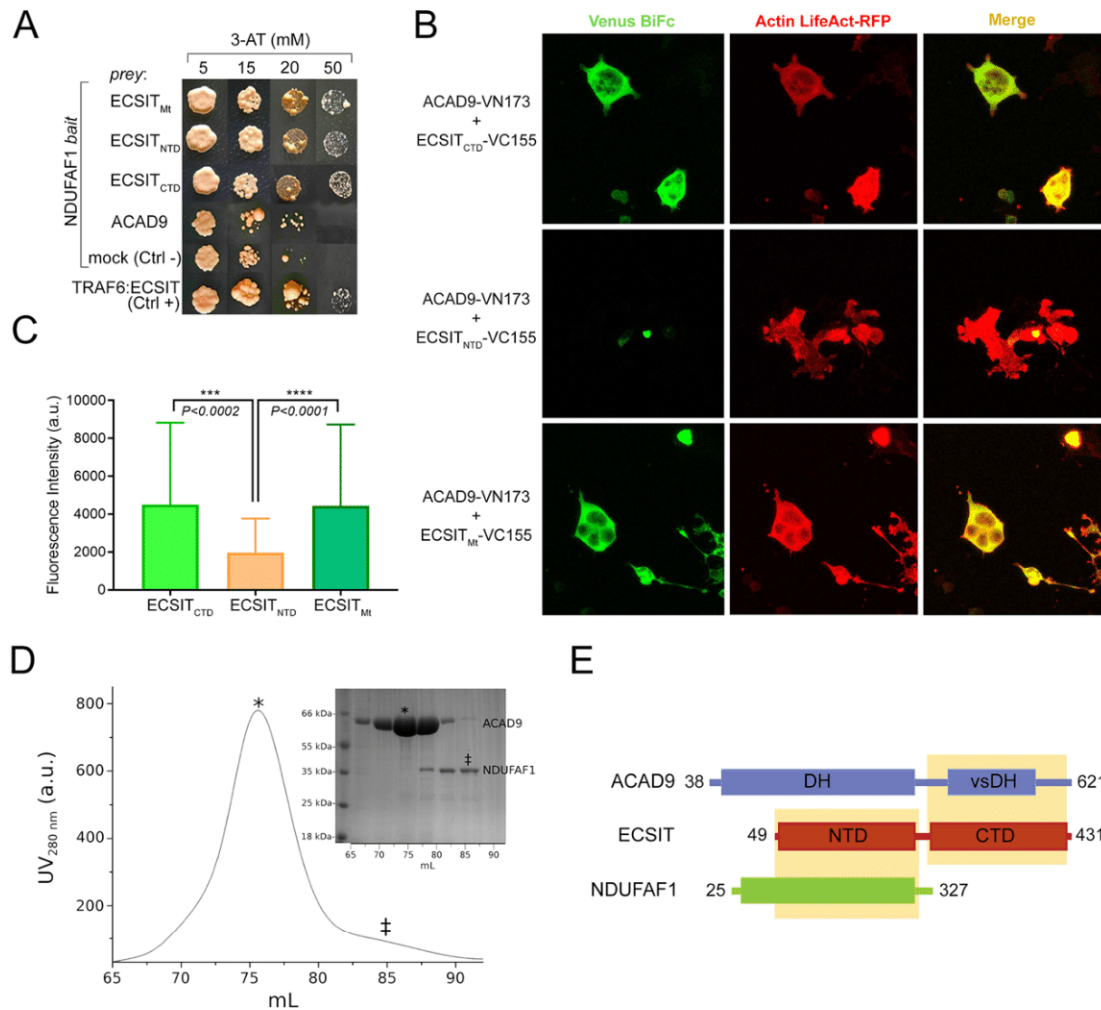 A
3-AT (mM)
prey: 5 15 20 50
NDUFAF1 bait
ECSITMt
ECSITNTD
ECSITCTD
ACAD9
mock (Ctrl -)
TRAF6:ECSIT
(Ctrl +)
B
Venus BiFc Actin LifeAct-RFP Merge
ACAD9-VN173
+
ECSITCTD-VC155
ACAD9-VN173
+
ECSITNTD-VC155
ACAD9-VN173
+
ECSITMt-VC155
C
Fluorescence Intensity (a.u.)
10000
8000
6000
4000
2000
0
*** ****
P<0.0002 P<0.0001
ECSITCTD ECSITNTD ECSITMt
D
UV280 nm (a.u.)
800
600
400
200
65 70 75 80 85 90
mL
*
‡
66 kDa
55 kDa
35 kDa
25 kDa
18 kDa
*
ACAD9
‡
NDUFAF1
65 70 75 80 85 90
mL
E
ACAD9 38 DH vsDH 621
ECSIT 49 NTD CTD 431
NDUFAF1 25 327